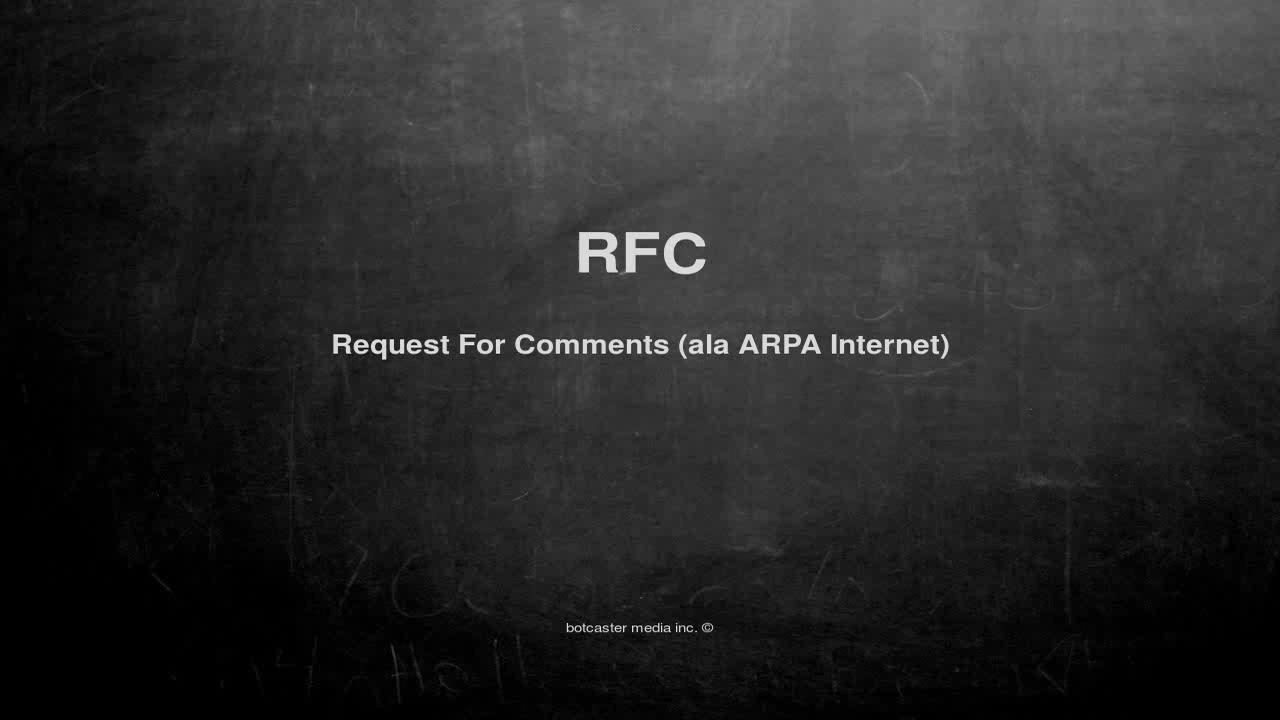 RFC
Request For Comments (ala ARPA Internet)
botcaster media inc. ©